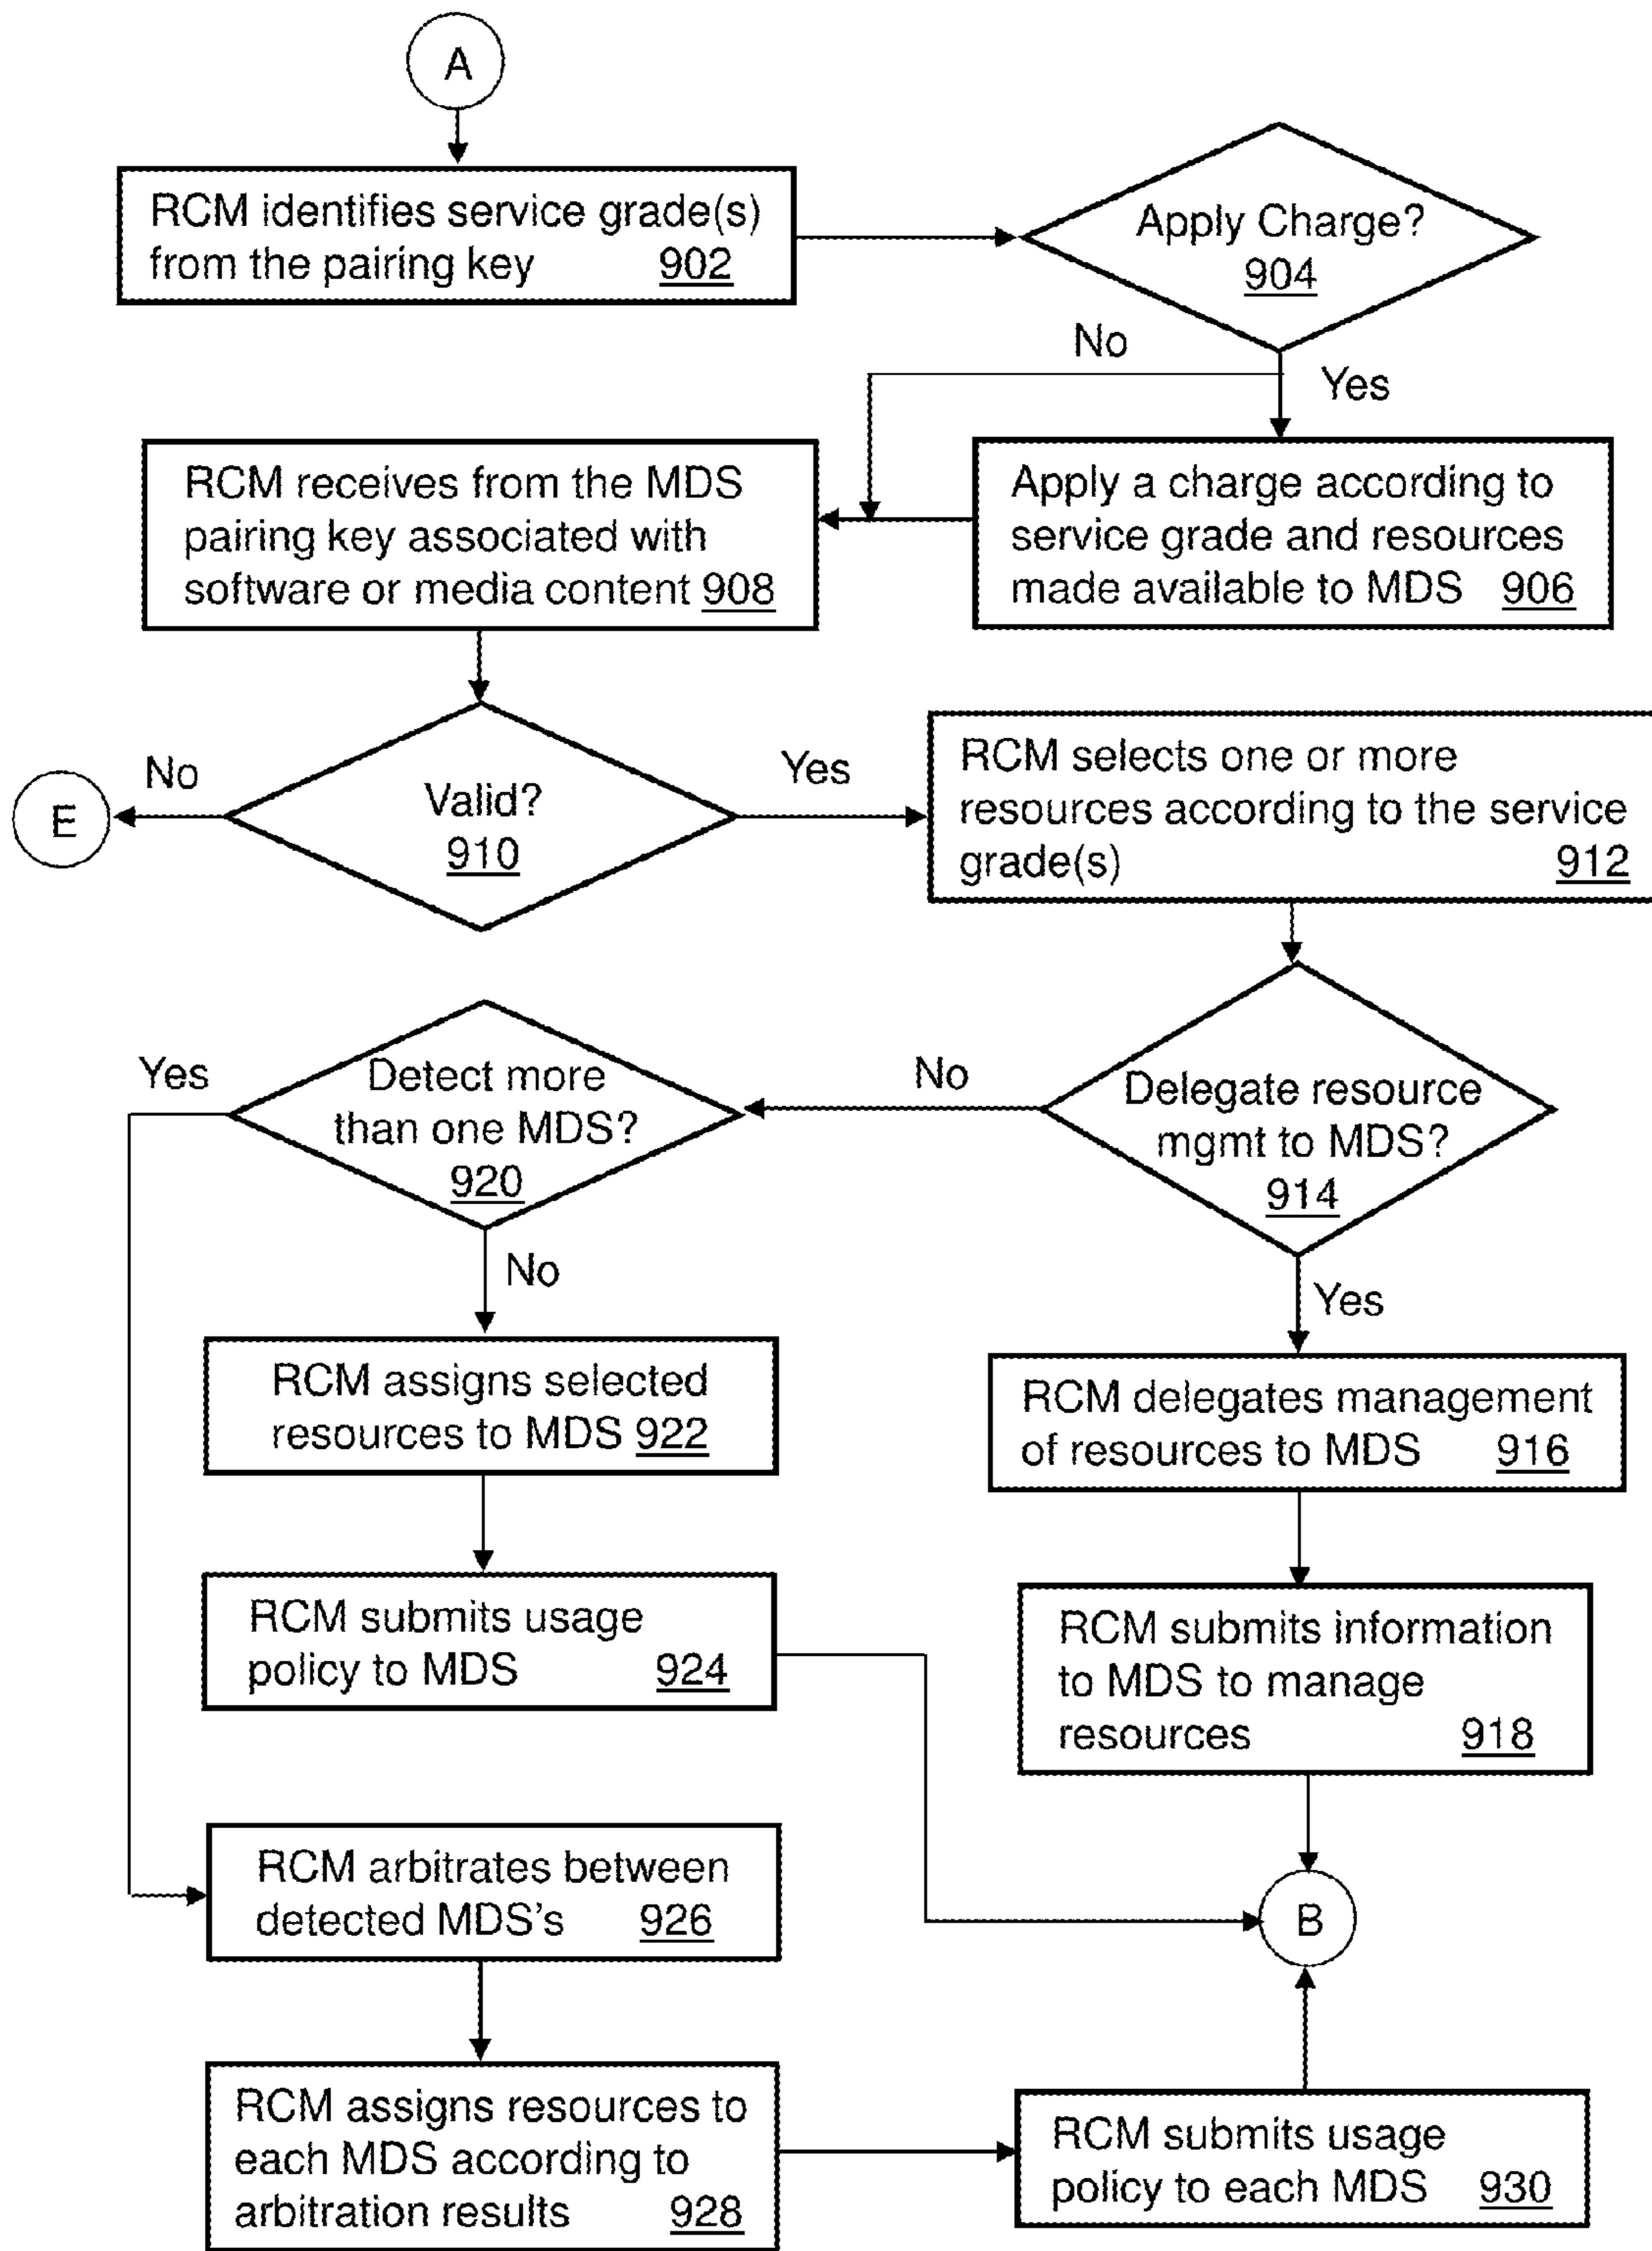 A
RCM identifies service grade(s)
from the pairing key 902
Apply Charge?
904
No
Yes
RCM receives from the MDS
pairing key associated with
software or media content 908
Apply a charge according to
service grade and resources
made available to MDS 906
No
E
Valid?
910
Yes
RCM selects one or more
resources according to the service
grade(s) 912
Yes
Detect more
than one MDS?
920
No
Delegate resource
mgmt to MDS?
914
No
Yes
RCM assigns selected
resources to MDS 922
RCM delegates management
of resources to MDS 916
RCM submits usage
policy to MDS 924
RCM submits information
to MDS to manage
resources 918
RCM arbitrates between
detected MDS's 926
B
RCM assigns resources to
each MDS according to
arbitration results 928
RCM submits usage
policy to each MDS 930